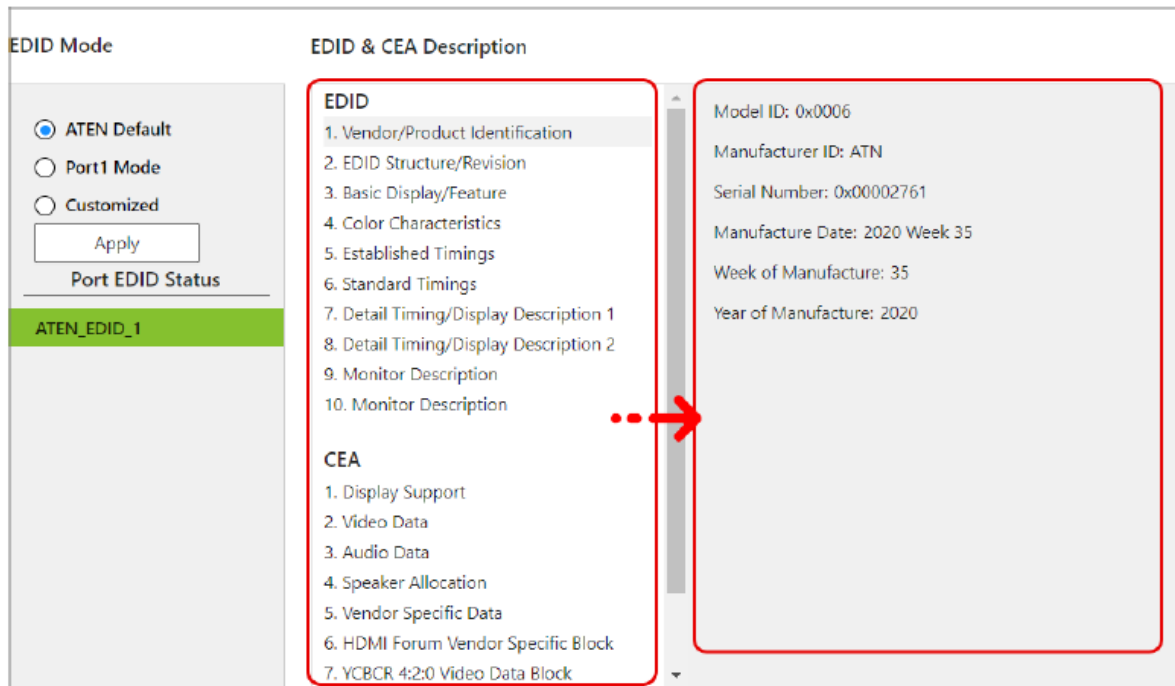 EDID Mode
EDID & CEA Description
ATEN Default
Port1 Mode
Customized
Apply
Port EDID Status
ATEN_EDID_1
EDID
1. Vendor/Product Identification
2. EDID Structure/Revision
3. Basic Display/Feature
4. Color Characteristics
5. Established Timings
6. Standard Timings
7. Detail Timing/Display Description 1
8. Detail Timing/Display Description 2
9. Monitor Description
10. Monitor Description
CEA
1. Display Support
2. Video Data
3. Audio Data
4. Speaker Allocation
5. Vendor Specific Data
6. HDMI Forum Vendor Specific Block
7. YCBCR 4:2:0 Video Data Block
Model ID: 0x0006
Manufacturer ID: ATN
Serial Number: 0x00002761
Manufacture Date: 2020 Week 35
Week of Manufacture: 35
Year of Manufacture: 2020